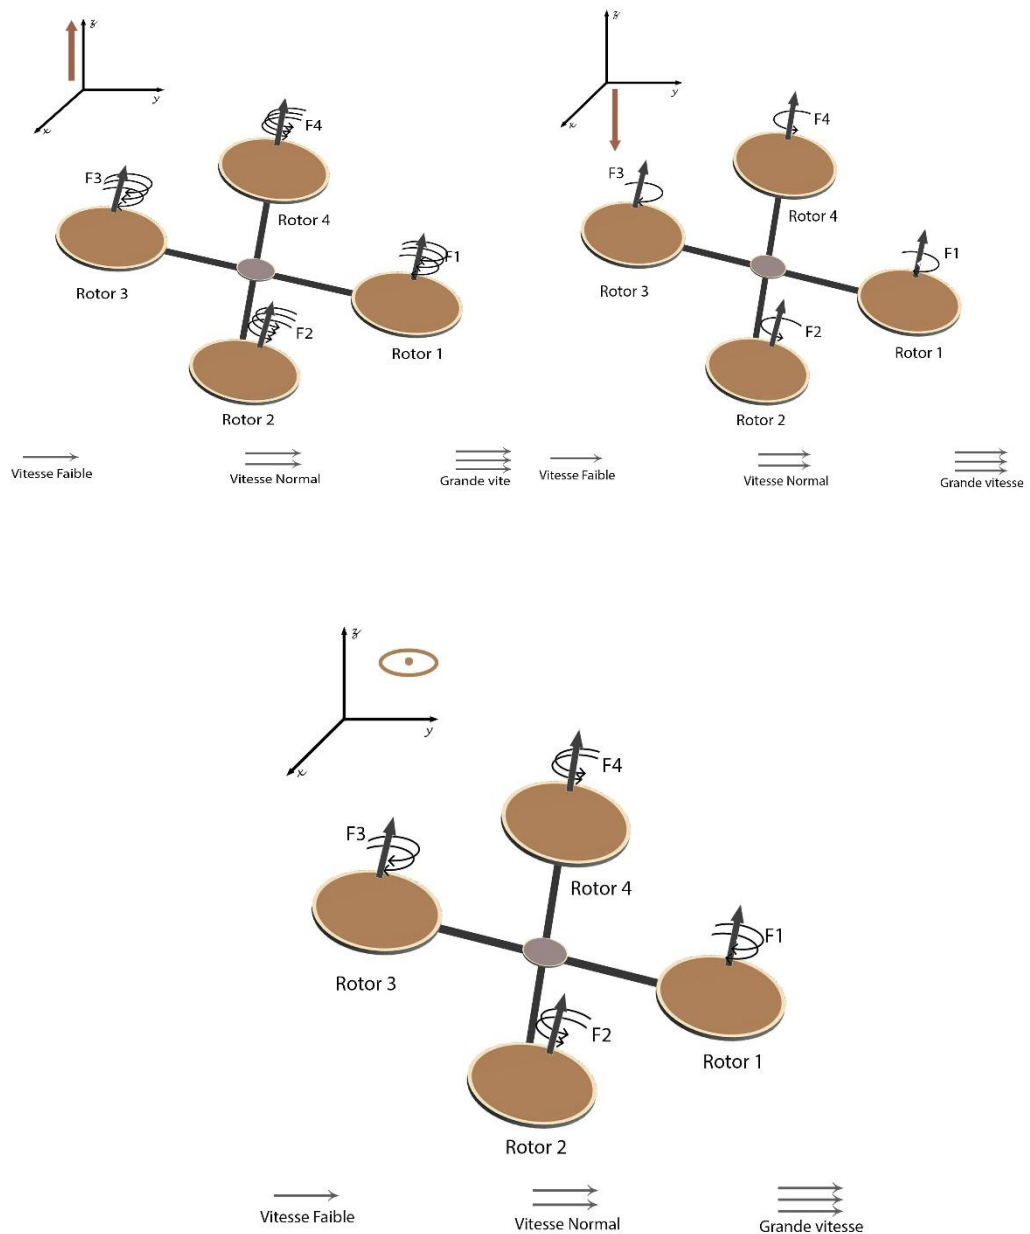 z
y
x
F4
F3
F1
Rotor 4
Rotor 3
F2
Rotor 1
Rotor 2
Vitesse Faible
Vitesse Normal
Grande vite
z
y
x
F4
F3
Rotor 4
F1
Rotor 3
F2
Rotor 1
Rotor 2
Vitesse Faible
Vitesse Normal
Grande vitesse
z
y
x
F4
F3
Rotor 4
F1
Rotor 3
F2
Rotor 1
Rotor 2
Vitesse Faible
Vitesse Normal
Grande vitesse